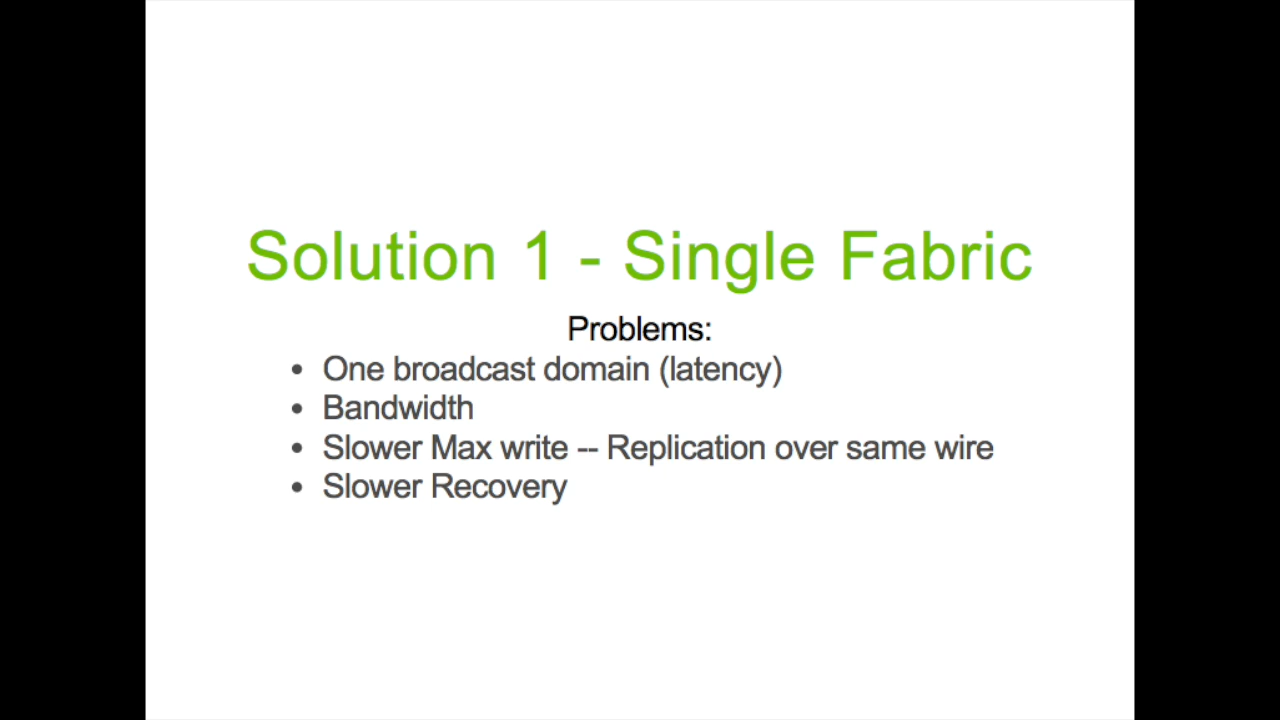 Solution 1 - Single Fabric
Problems:
• One broadcast domain (latency)
• Bandwidth
• Slower Max write -- Replication over same wire
• Slower Recovery